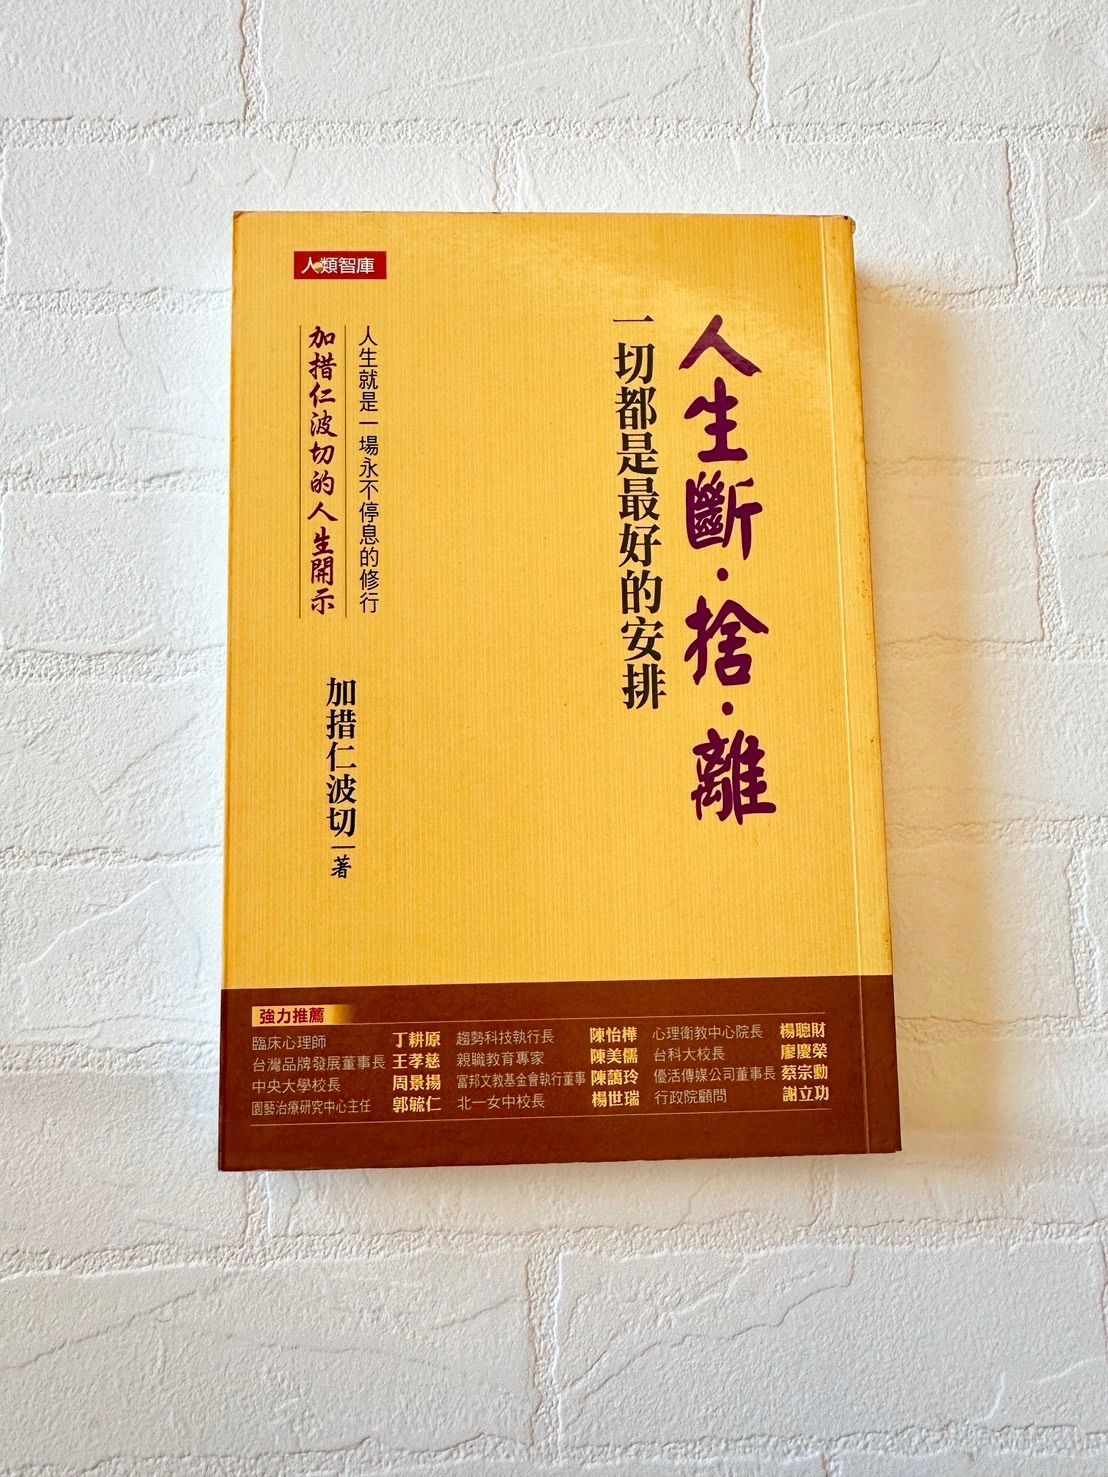 人類智庫
人生斷・捨・離
一切都是最好的安排
人生就是一場永不停息的修行
加措仁波切的人生開示
加措仁波切｜著
強力推薦
臨床心理師 丁耕原 趨勢科技執行長 陳怡樺 心理衛教中心院長 楊聰財
台灣品牌發展董事長 王孝慈 親職教育專家 陳美儒 台科大校長 廖慶榮
中央大學校長 周景揚 富邦文教基金會執行董事 陳藹玲 優活傳媒公司董事長 蔡宗勳
園藝治療研究中心主任 郭毓仁 北一女中校長 楊世瑞 行政院顧問 謝立功